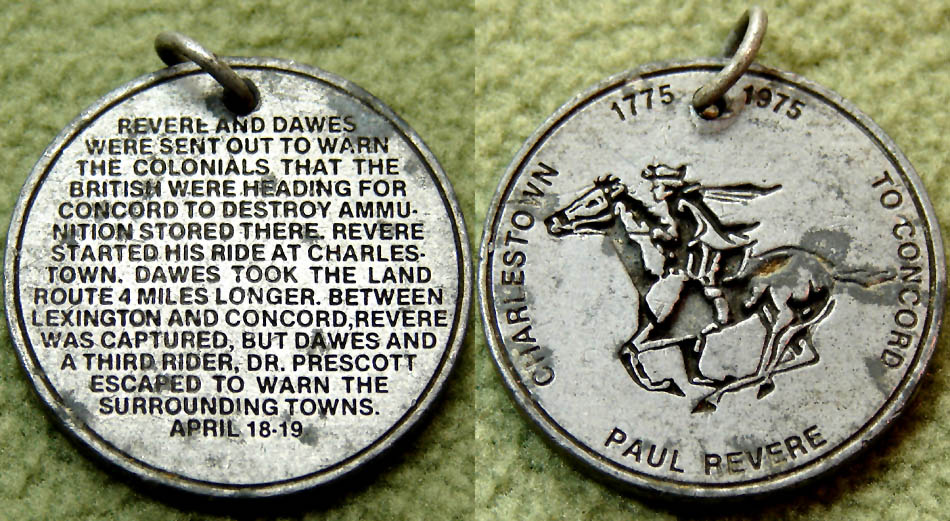 REVERE AND DAWES
WERE SENT OUT TO WARN
THE COLONIALS THAT THE
BRITISH WERE HEADING FOR
CONCORD TO DESTROY AMMU-
NITION STORED THERE. REVERE
STARTED HIS RIDE AT CHARLES-
TOWN. DAWES TOOK THE LAND
ROUTE 4 MILES LONGER. BETWEEN
LEXINGTON AND CONCORD, REVERE
WAS CAPTURED, BUT DAWES AND
A THIRD RIDER, DR. PRESCOTT
ESCAPED TO WARN THE
SURROUNDING TOWNS.
APRIL 18-19
1775 1975
CHARLESTOWN
TO CONCORD
PAUL REVERE